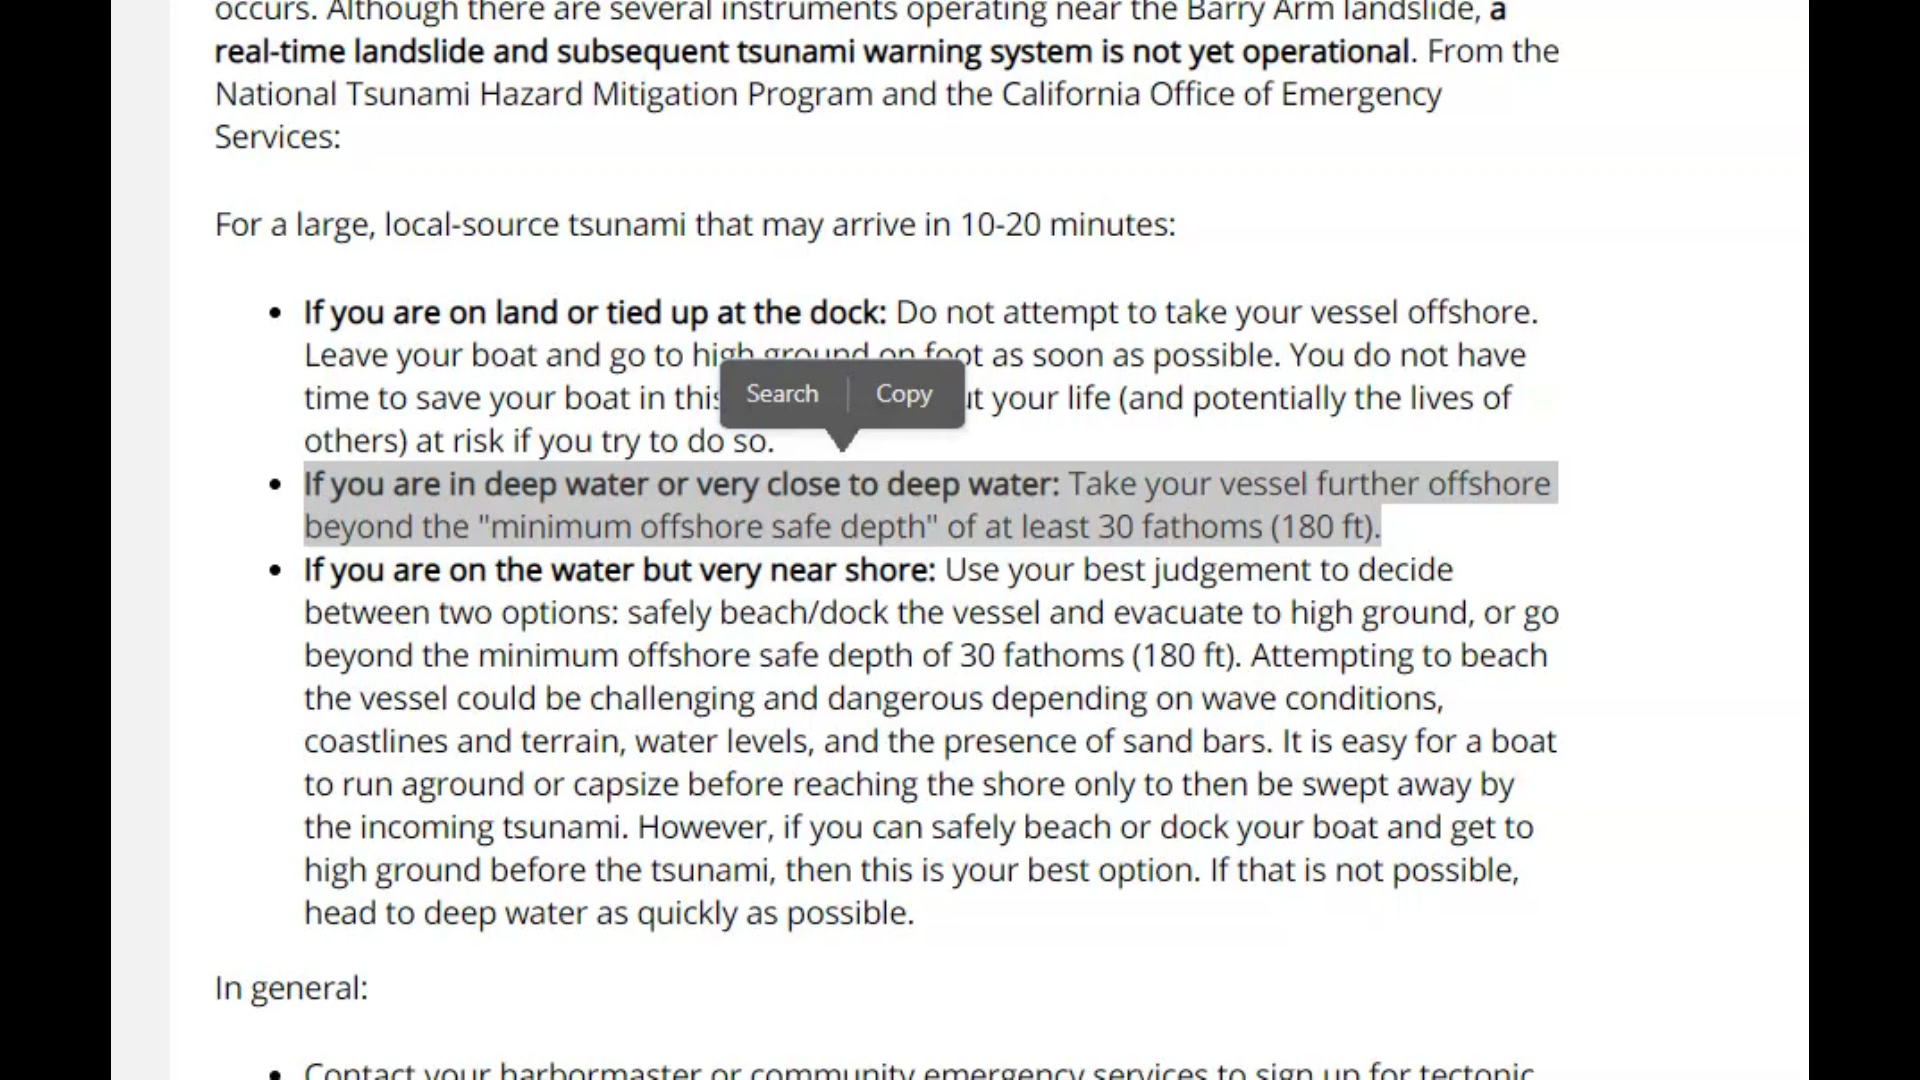 occurs. Although there are several instruments operating near the Barry Arm landslide, a
real-time landslide and subsequent tsunami warning system is not yet operational. From the
National Tsunami Hazard Mitigation Program and the California Office of Emergency
Services:
For a large, local-source tsunami that may arrive in 10-20 minutes:
• If you are on land or tied up at the dock: Do not attempt to take your vessel offshore.
Leave your boat and go to high ground on foot as soon as possible. You do not have
Search Copy
time to save your boat in this your life (and potentially the lives of
others) at risk if you try to do so.
• If you are in deep water or very close to deep water: Take your vessel further offshore
beyond the "minimum offshore safe depth" of at least 30 fathoms (180 ft).
• If you are on the water but very near shore: Use your best judgement to decide
between two options: safely beach/dock the vessel and evacuate to high ground, or go
beyond the minimum offshore safe depth of 30 fathoms (180 ft). Attempting to beach
the vessel could be challenging and dangerous depending on wave conditions,
coastlines and terrain, water levels, and the presence of sand bars. It is easy for a boat
to run aground or capsize before reaching the shore only to then be swept away by
the incoming tsunami. However, if you can safely beach or dock your boat and get to
high ground before the tsunami, then this is your best option. If that is not possible,
head to deep water as quickly as possible.
In general:
• Contact your harbormaster or community emergency services to sign up for tectonic